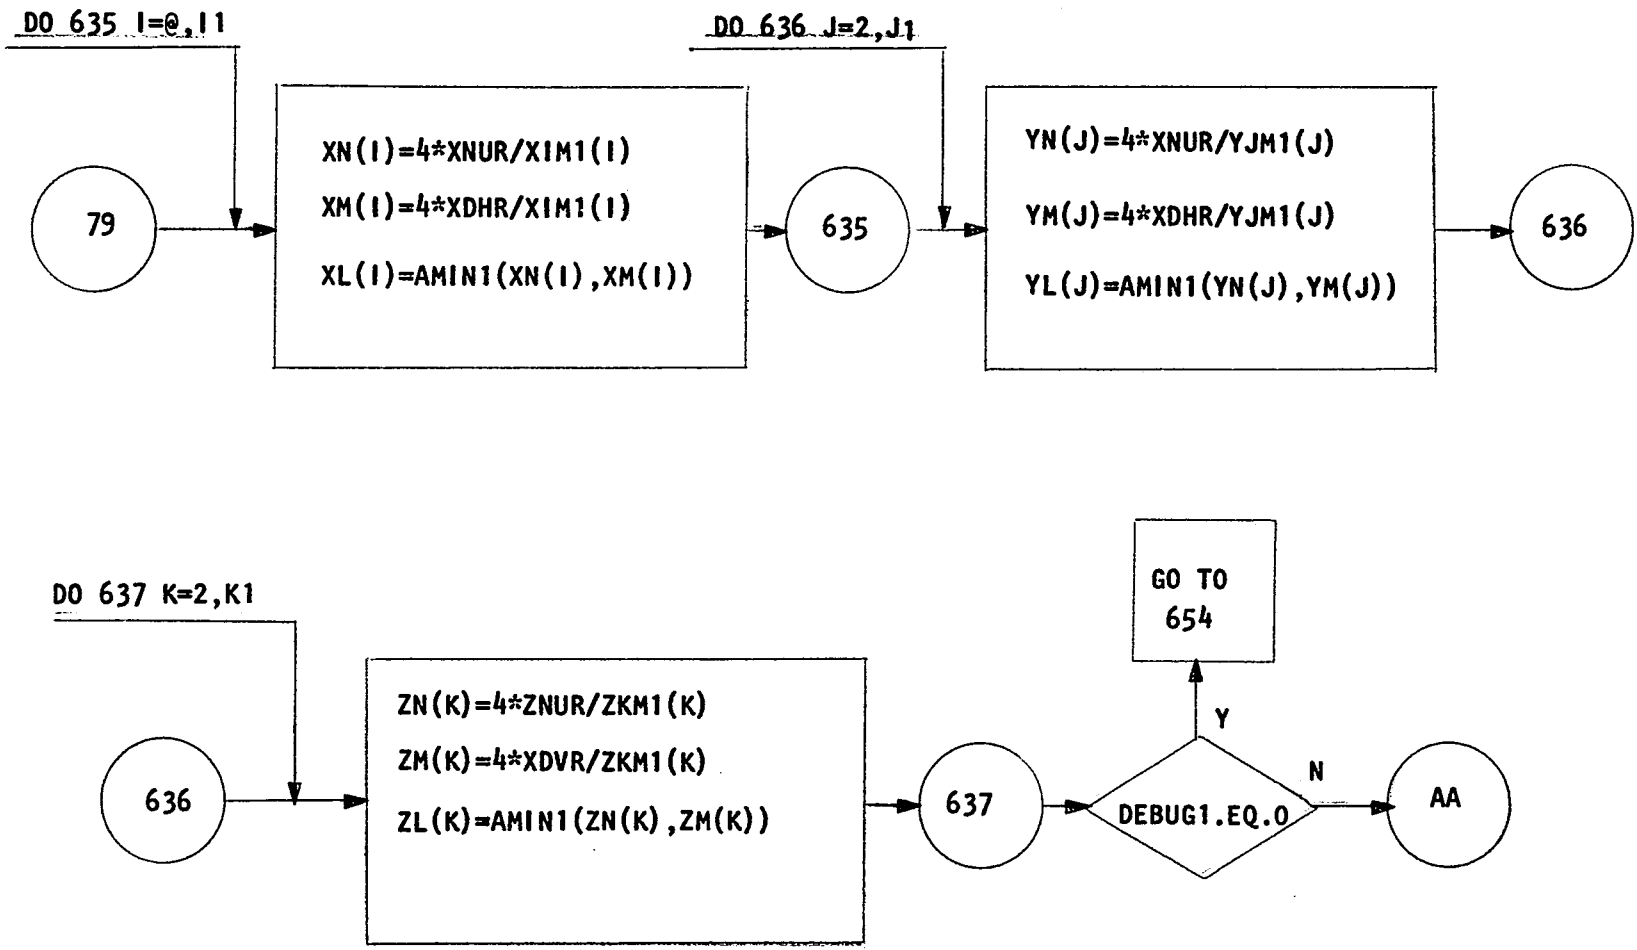 DO 635 I=@,I1
79
XN(I)=4*XNUR/XIM1(I)
XM(I)=4*XDHR/XIM1(I)
XL(I)=AMIN1(XN(I),XM(I))
635
DO 636 J=2,J1
YN(J)=4*XNUR/YJM1(J)
YM(J)=4*XDHR/YJM1(J)
YL(J)=AMIN1(YN(J),YM(J))
636
DO 637 K=2,K1
636
ZN(K)=4*ZNUR/ZKM1(K)
ZM(K)=4*XDVR/ZKM1(K)
ZL(K)=AMIN1(ZN(K),ZM(K))
637
GO TO
654
Y
DEBUG1.EQ.0
N
AA